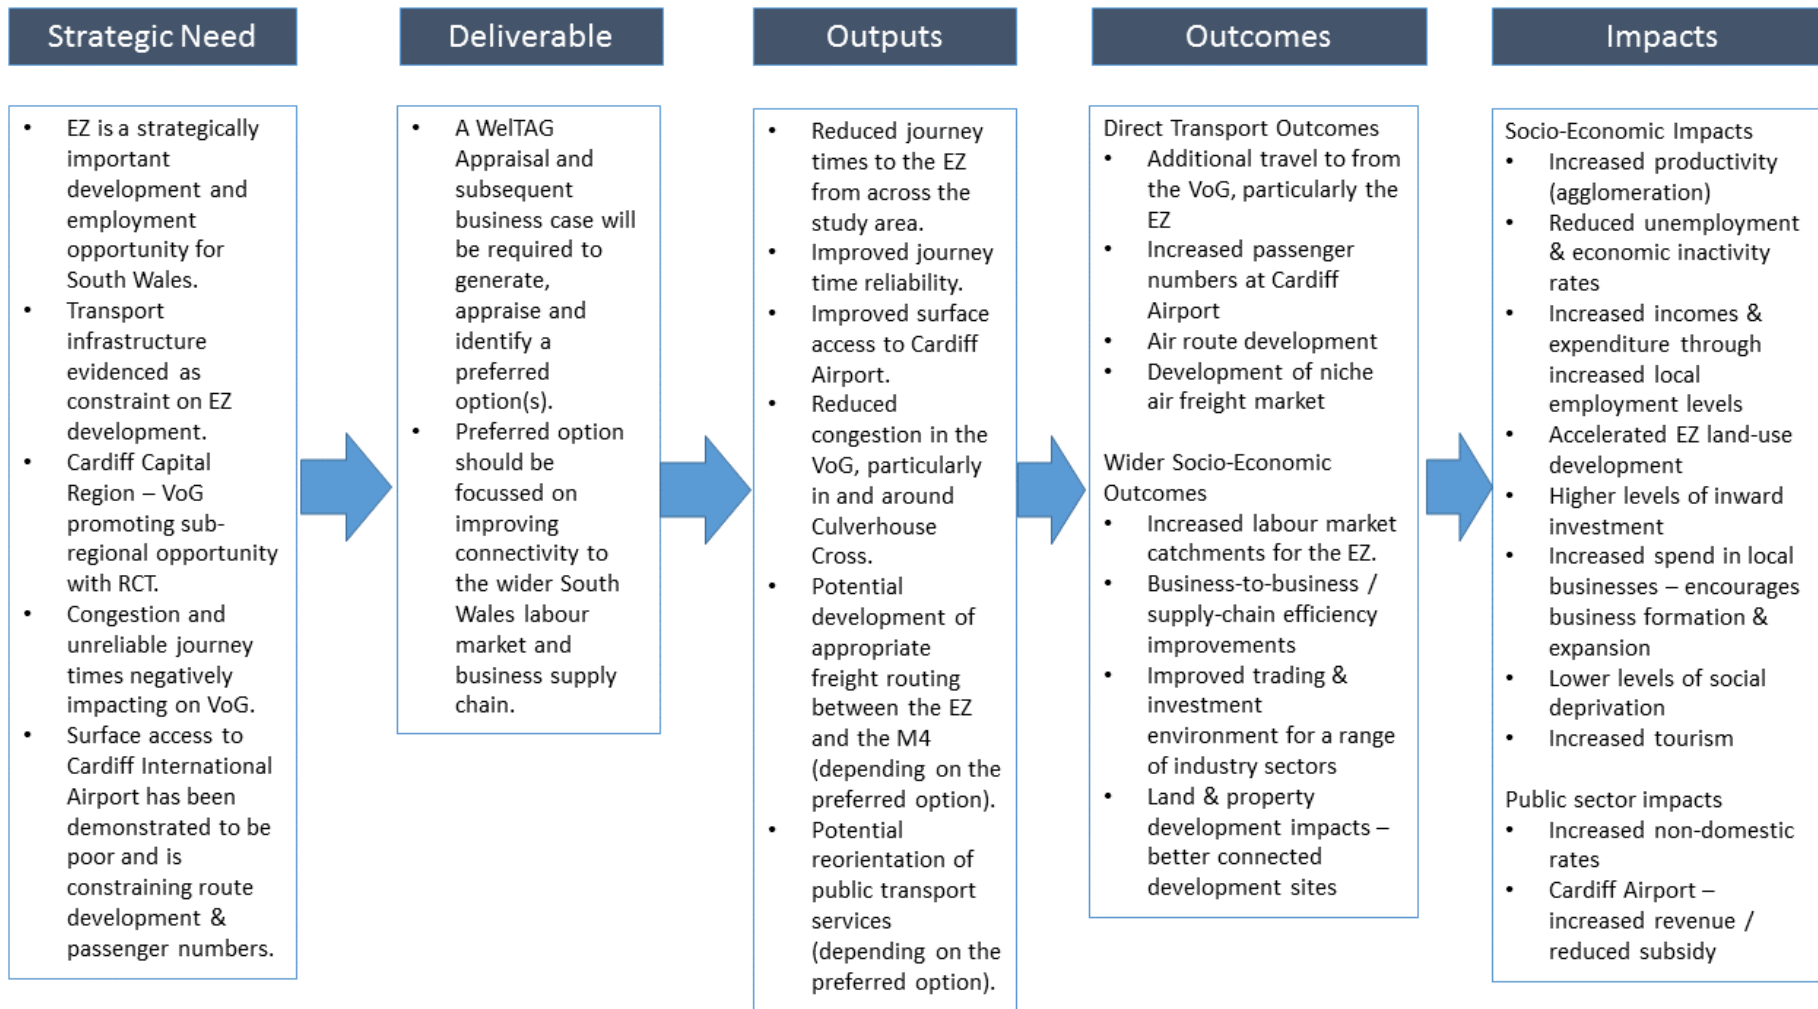 Strategic Need
Deliverable
Outputs
Outcomes
Impacts
• EZ is a strategically
important
development and
employment
opportunity for
South Wales.
• Transport
infrastructure
evidenced as
constraint on EZ
development.
• Cardiff Capital
Region – VoG
promoting sub-
regional opportunity
with RCT.
• Congestion and
unreliable journey
times negatively
impacting on VoG.
• Surface access to
Cardiff International
Airport has been
demonstrated to be
poor and is
constraining route
development &
passenger numbers.
• A WelTAG
Appraisal and
subsequent
business case will
be required to
generate,
appraise and
identify a
preferred
option(s).
• Preferred option
should be
focussed on
improving
connectivity to
the wider South
Wales labour
market and
business supply
chain.
• Reduced journey
times to the EZ
from across the
study area.
• Improved journey
time reliability.
• Improved surface
access to Cardiff
Airport.
• Reduced
congestion in the
VoG, particularly
in and around
Culverhouse
Cross.
• Potential
development of
appropriate
freight routing
between the EZ
and the M4
(depending on the
preferred option).
• Potential
reorientation of
public transport
services
(depending on the
preferred option).
Direct Transport Outcomes
• Additional travel to from
the VoG, particularly the
EZ
• Increased passenger
numbers at Cardiff
Airport
• Air route development
• Development of niche
air freight market
Wider Socio-Economic
Outcomes
• Increased labour market
catchments for the EZ.
• Business-to-business /
supply-chain efficiency
improvements
• Improved trading &
investment
environment for a range
of industry sectors
• Land & property
development impacts –
better connected
development sites
Socio-Economic Impacts
• Increased productivity
(agglomeration)
• Reduced unemployment
& economic inactivity
rates
• Increased incomes &
expenditure through
increased local
employment levels
• Accelerated EZ land-use
development
• Higher levels of inward
investment
• Increased spend in local
businesses – encourages
business formation &
expansion
• Lower levels of social
deprivation
• Increased tourism
Public sector impacts
• Increased non-domestic
rates
• Cardiff Airport –
increased revenue /
reduced subsidy